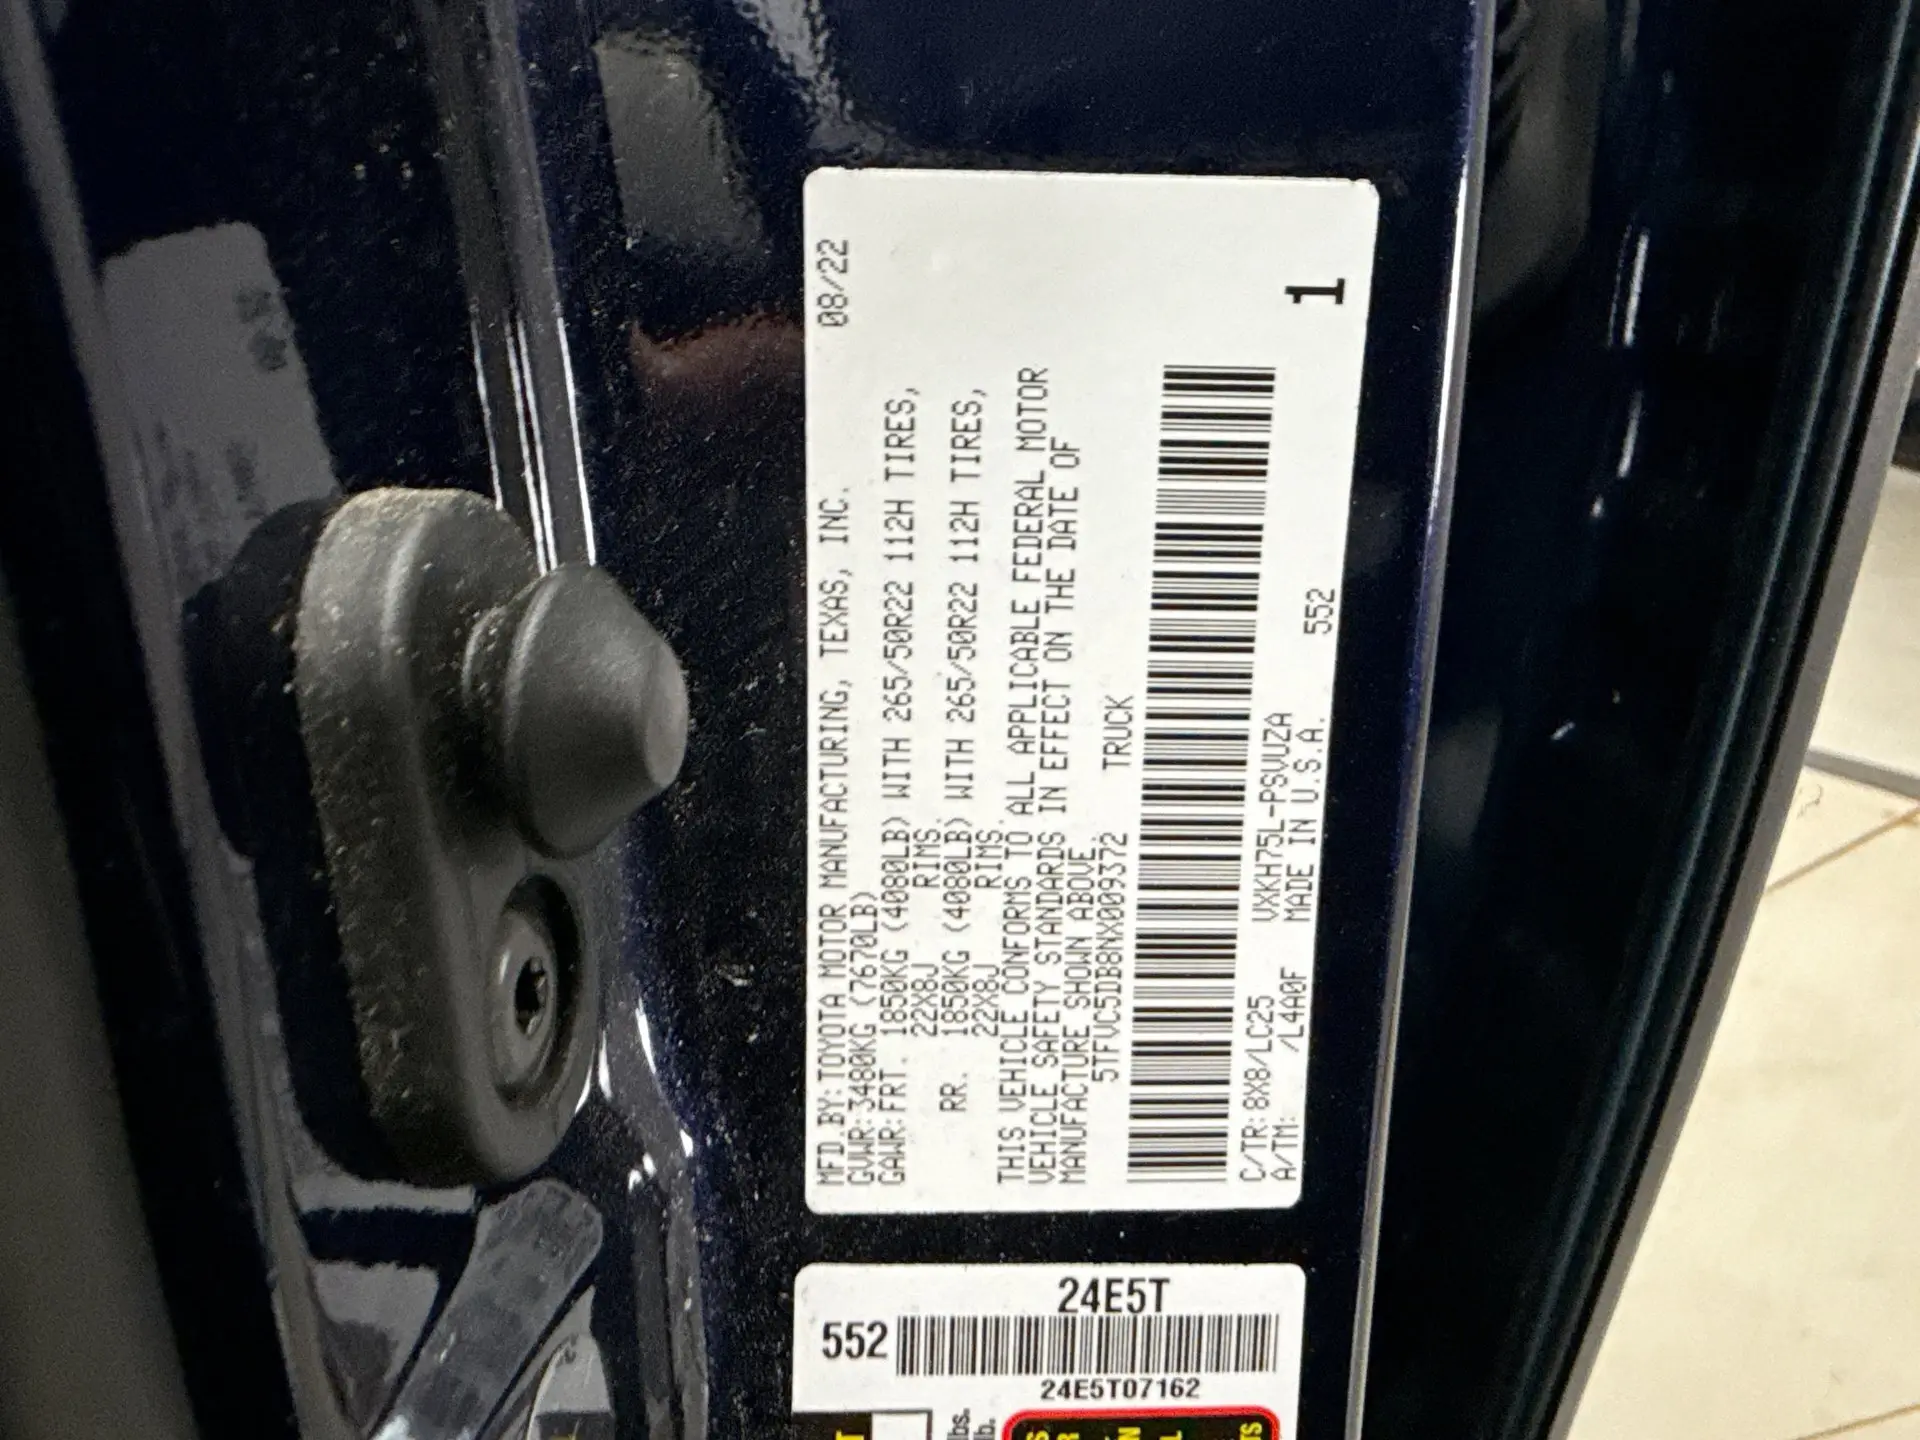 MFD.BY:TOYOTA MOTOR MANUFACTURING, TEXAS, INC. 08/22
GVWR:3480KG (7670LB)
GAWR:FRT. 1850KG (4080LB) WITH 265/50R22 112H TIRES,
22X8J RIMS.
RR. 1850KG (4080LB) WITH 265/50R22 112H TIRES,
22X8J RIMS.
THIS VEHICLE CONFORMS TO ALL APPLICABLE FEDERAL MOTOR
VEHICLE SAFETY STANDARDS IN EFFECT ON THE DATE OF
MANUFACTURE SHOWN ABOVE.
5TFVC5DB8NX009372 TRUCK
C/TR:8X8/LC25 VXKH75L-PSVUZA
A/TM: /L4A0F MADE IN U.S.A. 552
1
24E5T
552
24E5T07162
lbs.
lb.